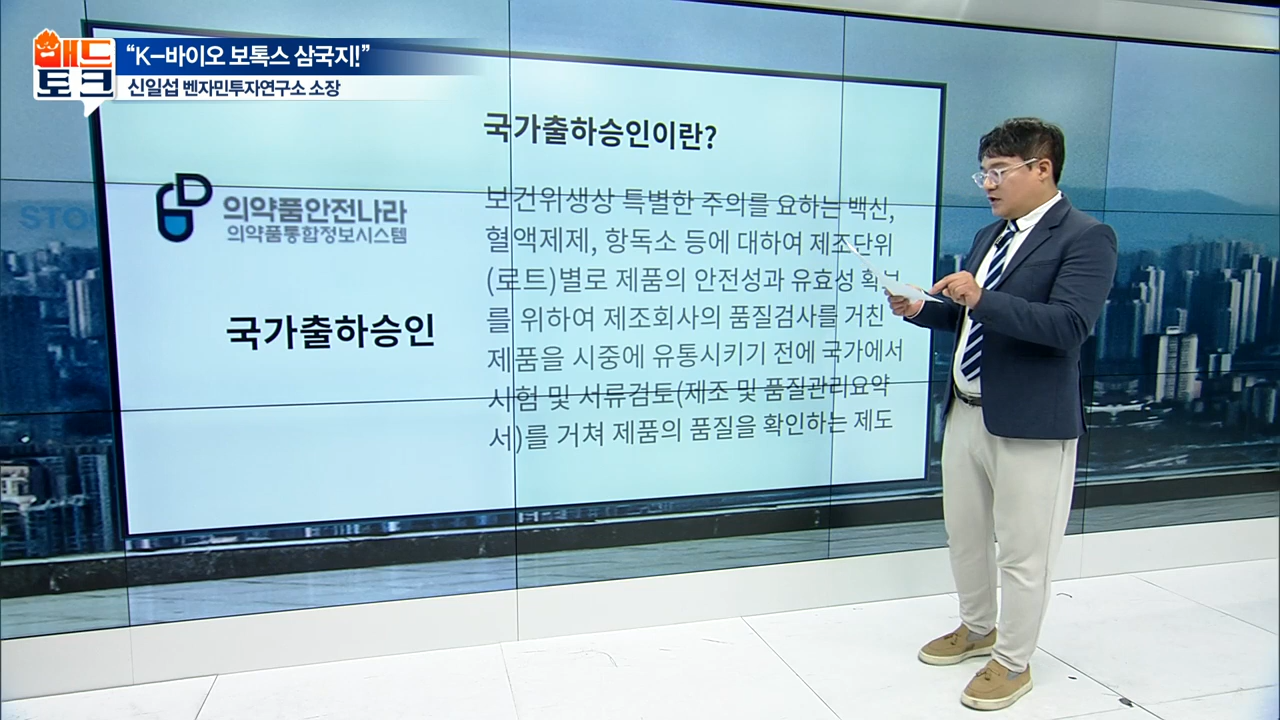 매드
토크
“K-바이오 보톡스 삼국지!”
신일섭 벤자민투자연구소 소장
국가출하승인이란?
의약품안전나라
의약품통합정보시스템
국가출하승인
보건위생상 특별한 주의를 요하는 백신,
혈액제제, 항독소 등에 대하여 제조단위
(로트)별로 제품의 안전성과 유효성
를 위하여 제조회사의 품질검사를 거친
제품을 시중에 유통시키기 전에 국가에서
시험 및 서류검토(제조 및 품질관리요약
서)를 거쳐 제품의 품질을 확인하는 제도